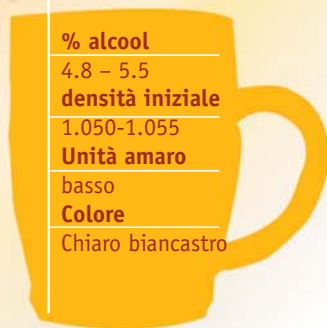 % alcool
4.8 – 5.5
densità iniziale
1.050-1.055
Unità amaro
basso
Colore
Chiaro biancastro